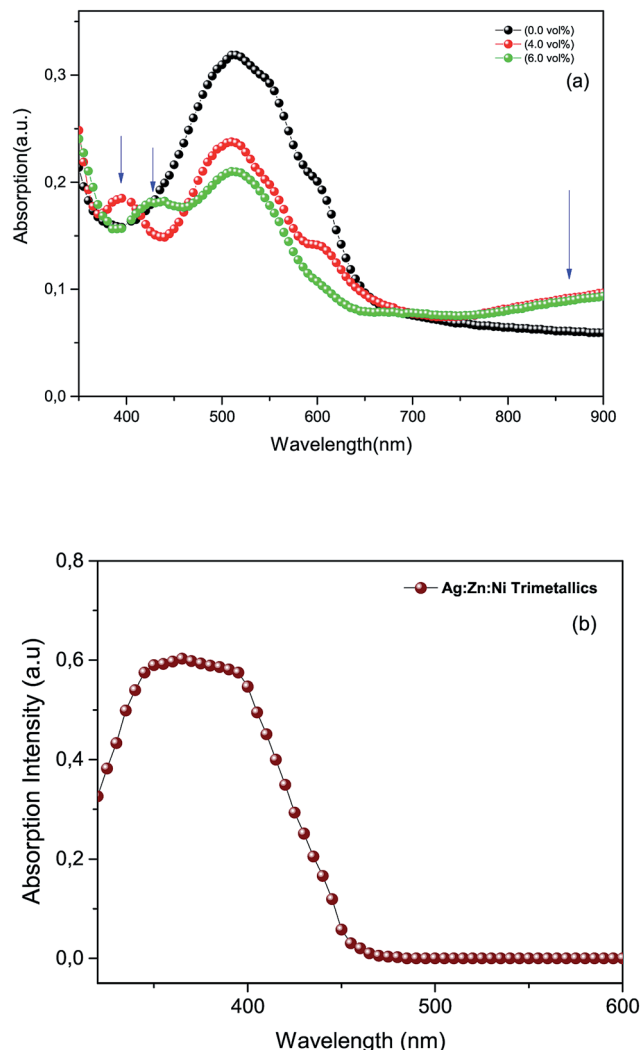 (0.0 vol%)
(4.0 vol%)
(6.0 vol%)
(a)
0,3
0,2
0,1
0,0
Absorption(a.u.)
400 500 600 700 800 900
Wavelength(nm)
Ag:Zn:Ni Trimetallics
(b)
0,8
0,6
0,4
0,2
0,0
Absorption Intensity (a.u)
400 500 600
Wavelength (nm)